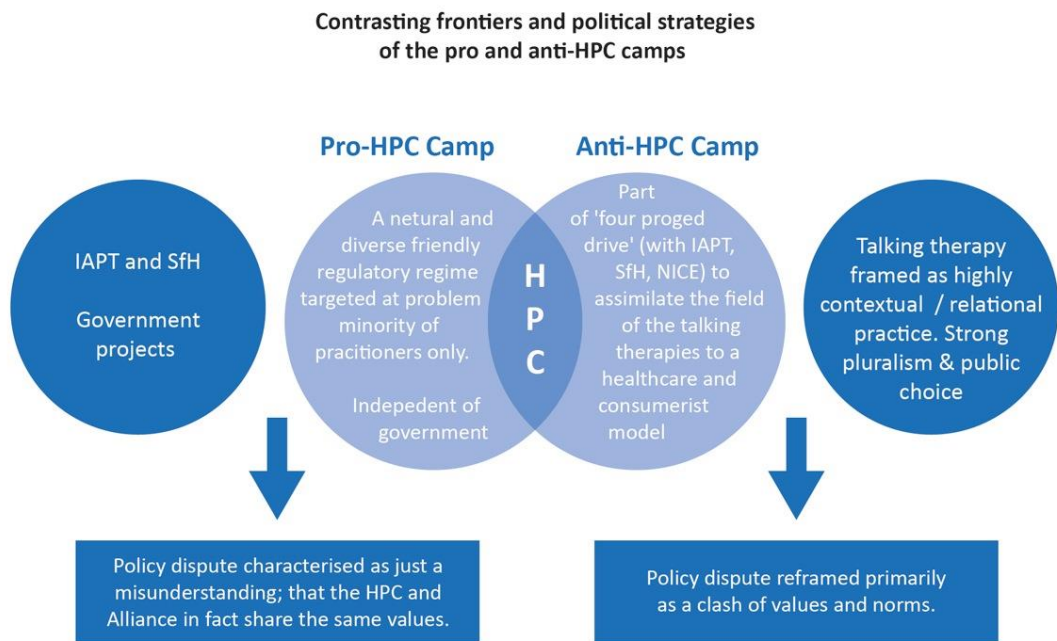 Contrasting frontiers and political strategies
of the pro and anti-HPC camps
Pro-HPC Camp
Anti-HPC Camp
IAPT and SfH
Government
projects
A netural and
diverse friendly
regulatory regime
targeted at problem
minority of
pracitioners only.
Indepedent of
government
H
P
C
Part
of 'four proged
drive' (with IAPT,
SfH, NICE) to
assimilate the field
of the talking
therapies to a
healthcare and
consumerist
model
Talking therapy
framed as highly
contextual / relational
practice. Strong
pluralism & public
choice
Policy dispute characterised as just a
misunderstanding; that the HPC and
Alliance in fact share the same values.
Policy dispute reframed primarily
as a clash of values and norms.